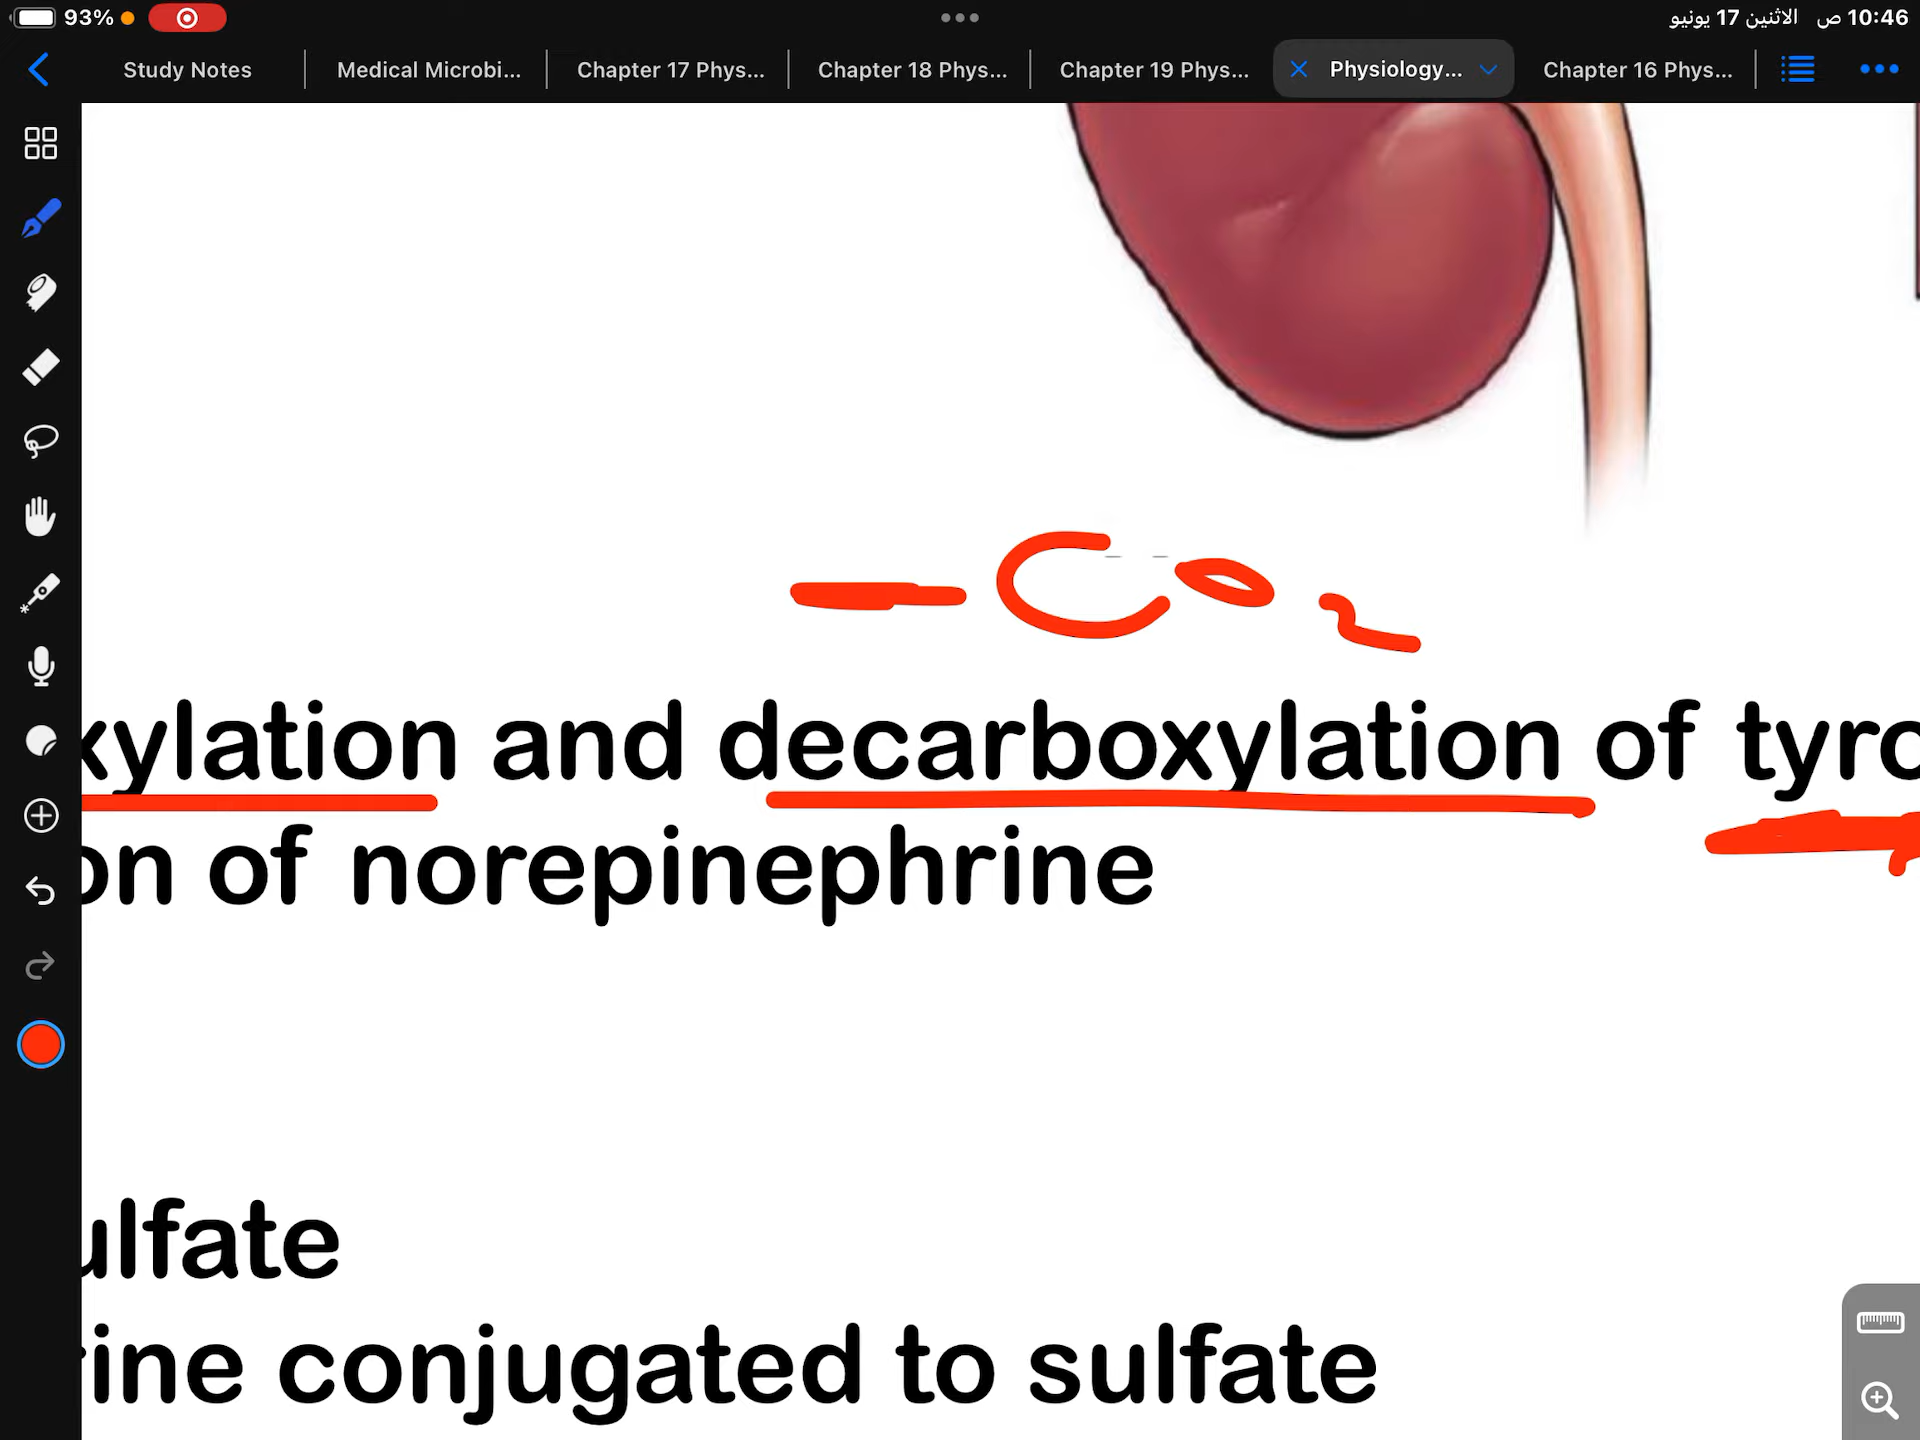 93%
10:46 ص الاثنين 17 يونيو
Study Notes
Medical Microbi...
Chapter 17 Phys...
Chapter 18 Phys...
Chapter 19 Phys...
Physiology...
Chapter 16 Phys...
- CO2
xylation and decarboxylation of tyro
on of norepinephrine
ulfate
ine conjugated to sulfate